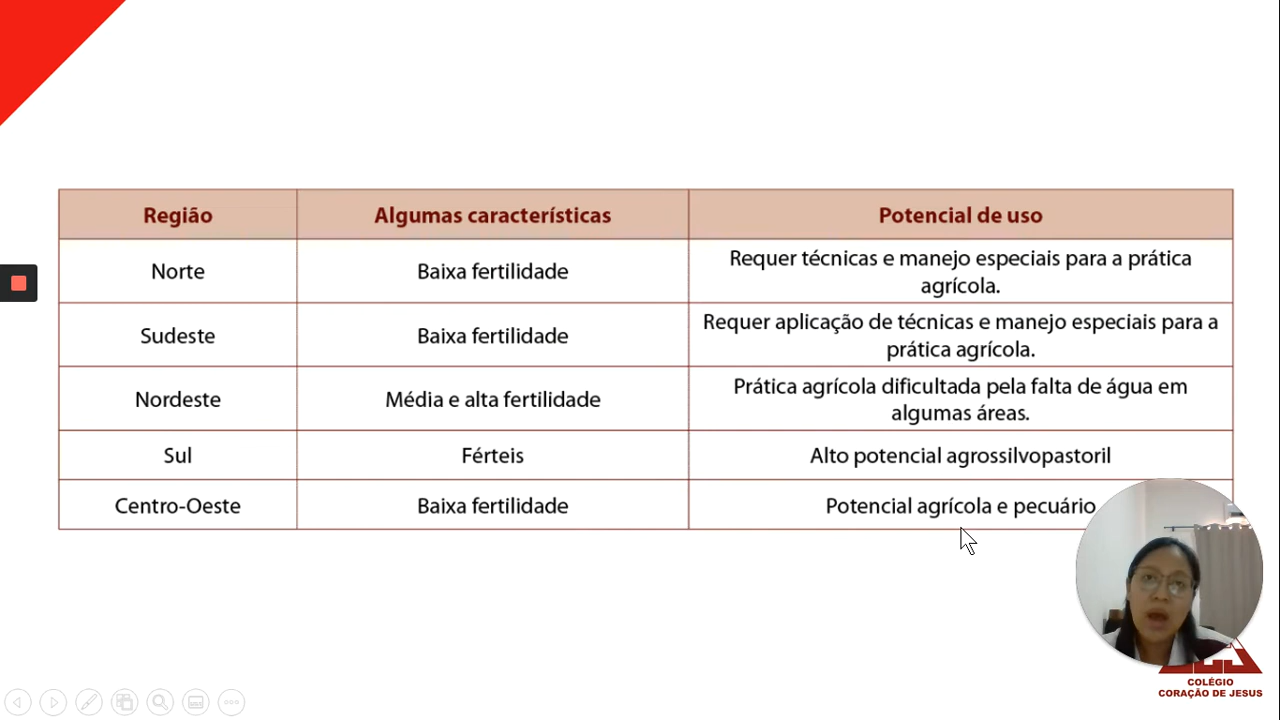 Região
Algumas características
Potencial de uso
Norte
Baixa fertilidade
Requer técnicas e manejo especiais para a prática
agrícola.
Sudeste
Baixa fertilidade
Requer aplicação de técnicas e manejo especiais para a
prática agrícola.
Nordeste
Média e alta fertilidade
Prática agrícola dificultada pela falta de água em
algumas áreas.
Sul
Férteis
Alto potencial agrossilvopastoril
Centro-Oeste
Baixa fertilidade
Potencial agrícola e pecuário
COLÉGIO
CORAÇÃO DE JESUS